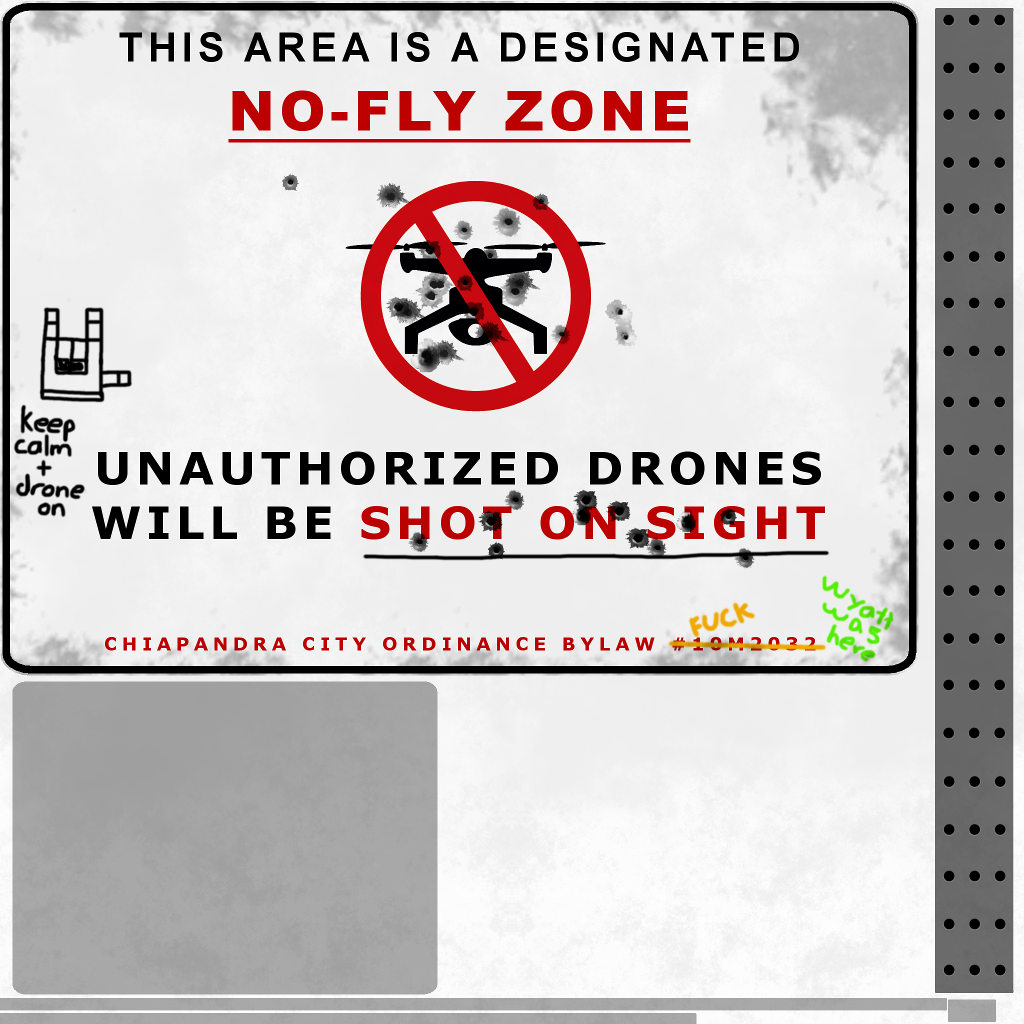 THIS AREA IS A DESIGNATED
NO-FLY ZONE
keep
calm
+
drone
on
UNAUTHORIZED DRONES
WILL BE SHOT ON SIGHT
FUCK
CHIAPANDRA CITY ORDINANCE BYLAW #10M2032
Wyatt
was
here